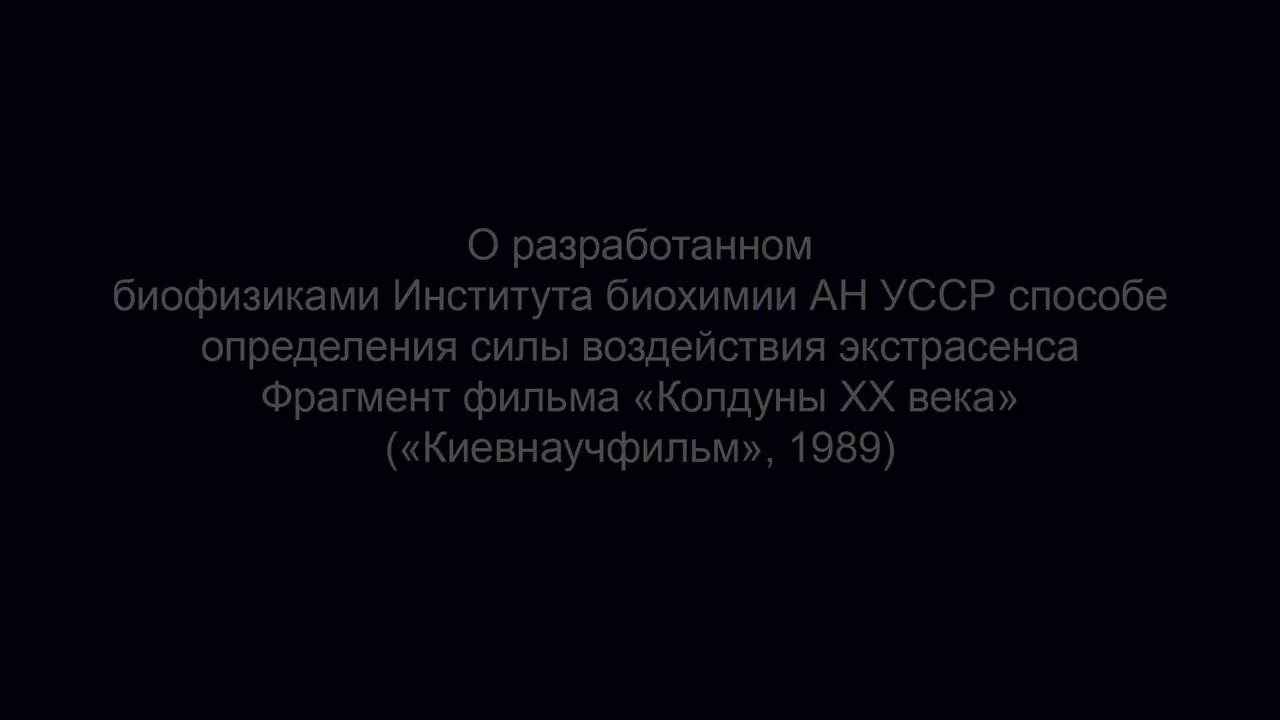 О разработанном
биофизиками Института биохимии АН УССР способе
определения силы воздействия экстрасенса
Фрагмент фильма «Колдуны XX века»
(«Киевнаучфильм», 1989)